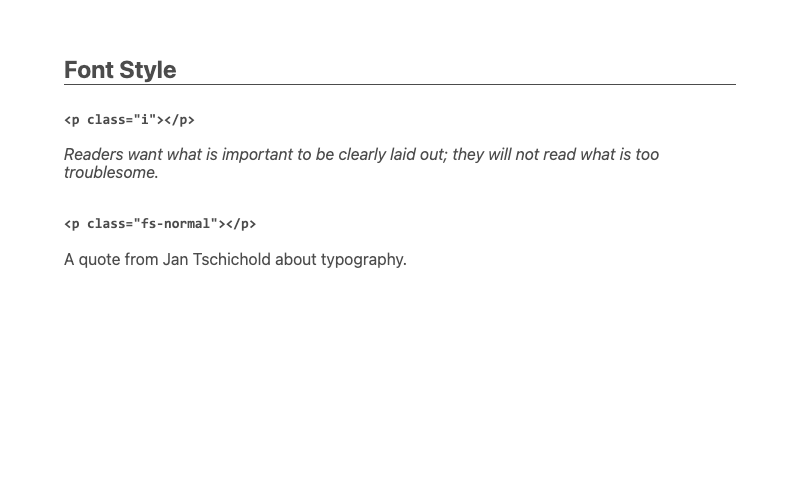 Font Style
<p class="i"></p>
Readers want what is important to be clearly laid out; they will not read what is too
troublesome.
<p class="fs-normal"></p>
A quote from Jan Tschichold about typography.